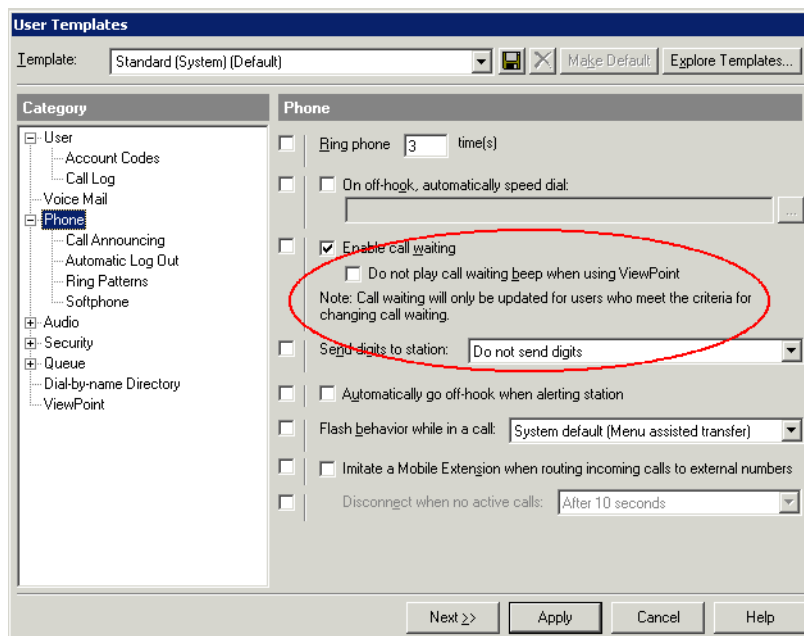 User Templates
Template: Standard (System) (Default) Make Default Explore Templates...
Category
User
Account Codes
Call Log
Voice Mail
Phone
Call Announcing
Automatic Log Out
Ring Patterns
Softphone
Audio
Security
Queue
Dial-by-name Directory
ViewPoint
Phone
Ring phone 3 time(s)
On off-hook, automatically speed dial:
...
Enable call waiting
Do not play call waiting beep when using ViewPoint
Note: Call waiting will only be updated for users who meet the criteria for
changing call waiting.
Send digits to station: Do not send digits
Automatically go off-hook when alerting station
Flash behavior while in a call: System default (Menu assisted transfer)
Imitate a Mobile Extension when routing incoming calls to external numbers
Disconnect when no active calls: After 10 seconds
Next >> Apply Cancel Help